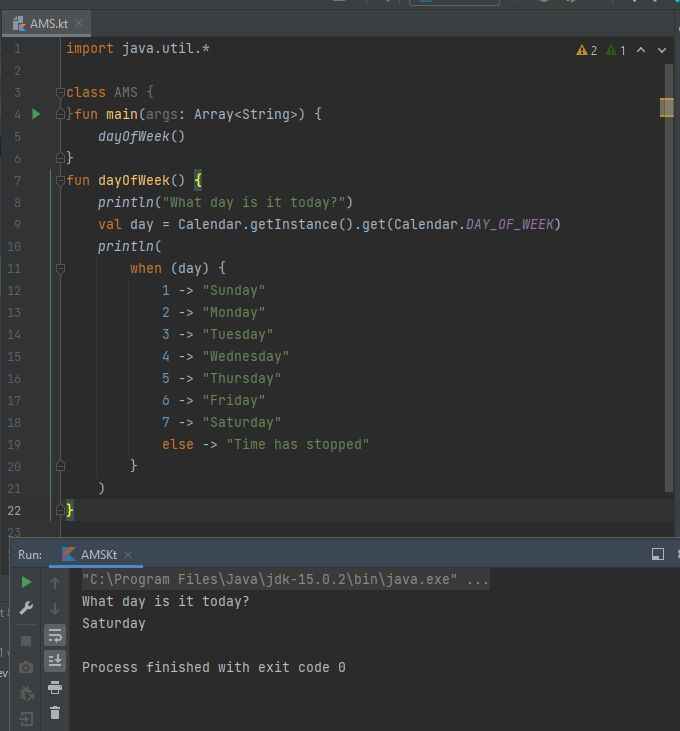 AMS.kt
2 1
1 import java.util.*
2
3 class AMS {
4 }fun main(args: Array<String>) {
5 dayOfWeek()
6 }
7 fun dayOfWeek() {
8 println("What day is it today?")
9 val day = Calendar.getInstance().get(Calendar.DAY_OF_WEEK)
10 println(
11 when (day) {
12 1 -> "Sunday"
13 2 -> "Monday"
14 3 -> "Tuesday"
15 4 -> "Wednesday"
16 5 -> "Thursday"
17 6 -> "Friday"
18 7 -> "Saturday"
19 else -> "Time has stopped"
20 }
21 )
22 }
23
Run: AMSKt
"C:\Program Files\Java\jdk-15.0.2\bin\java.exe" ...
What day is it today?
Saturday
Process finished with exit code 0